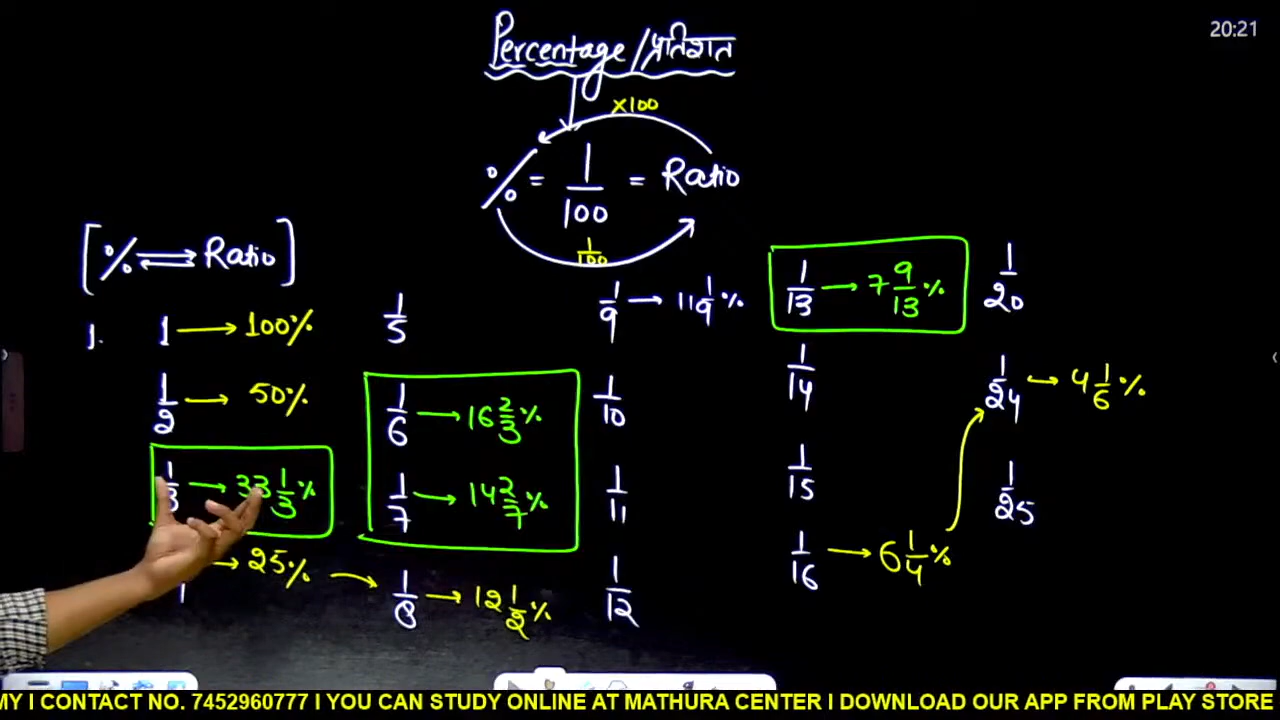 20:21
Percentage/प्रतिशत
x100
% = 1/100 = Ratio
1/100
[% ⇌ Ratio]
1. 1 → 100%
1/2 → 50%
1/3 → 33 1/3 %
→ 25% →
1/5
1/6 → 16 2/3 %
1/7 → 14 2/7 %
1/8 → 12 1/2 %
1/9 → 11 1/9 %
1/10
1/11
1/12
1/13 → 7 9/13 %
1/14
1/15
1/16 → 6 1/4 %
1/20
1/24 → 4 1/6 %
1/25
MY I CONTACT NO. 7452960777 I YOU CAN STUDY ONLINE AT MATHURA CENTER I DOWNLOAD OUR APP FROM PLAY STORE